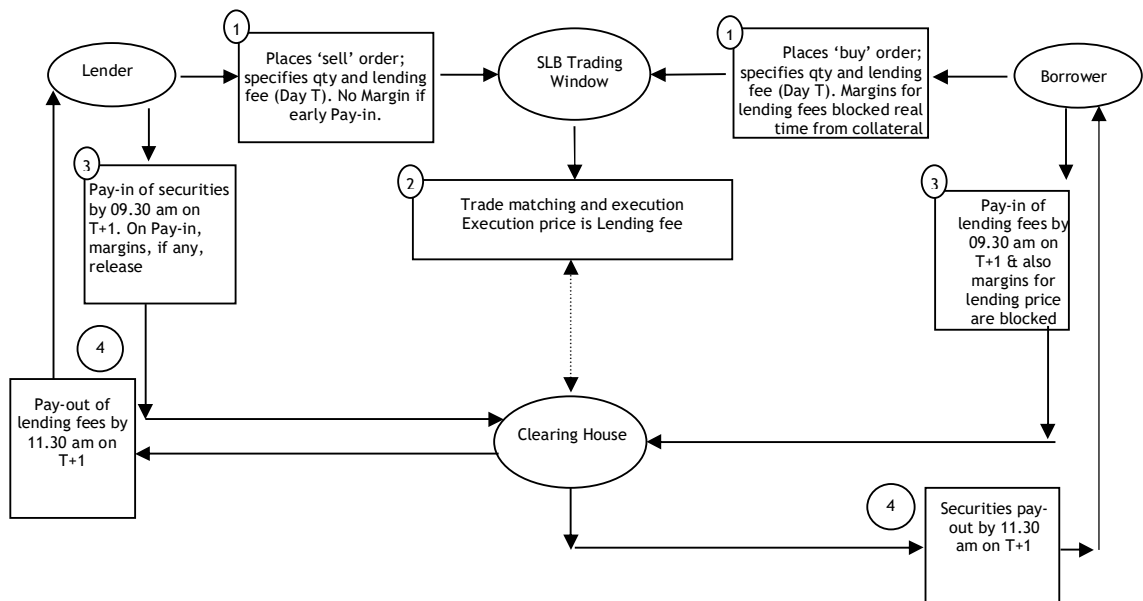 1
Places ‘sell’ order;
specifies qty and lending
fee (Day T). No Margin if
early Pay-in.
Lender
SLB Trading
Window
1
Places ‘buy’ order;
specifies qty and lending
fee (Day T). Margins for
lending fees blocked real
time from collateral
Borrower
3
Pay-in of securities
by 09.30 am on
T+1. On Pay-in,
margins, if any,
release
2
Trade matching and execution
Execution price is Lending fee
3
Pay-in of
lending fees by
09.30 am on
T+1 & also
margins for
lending price
are blocked
4
Pay-out of
lending fees by
11.30 am on
T+1
Clearing House
4
Securities pay-
out by 11.30
am on T+1